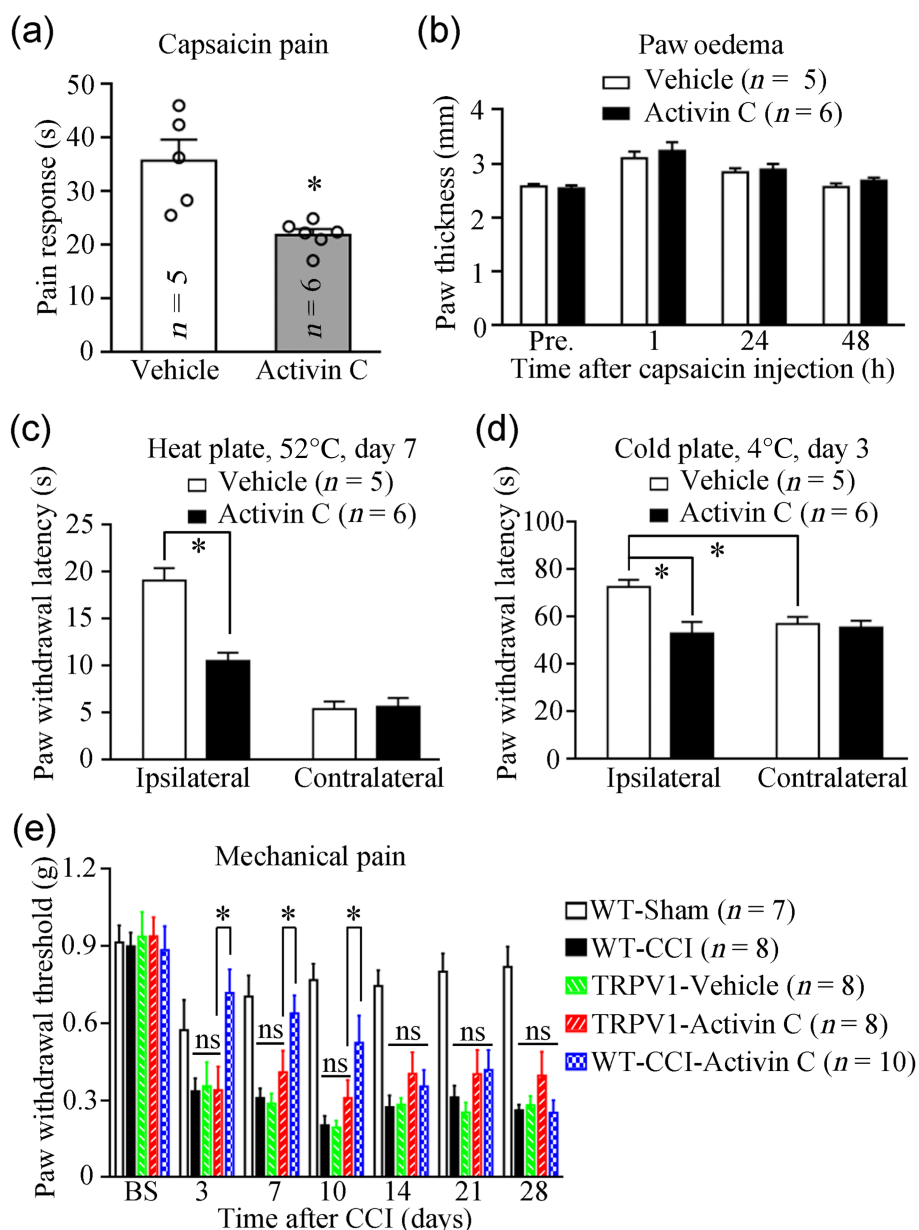 (a)
Capsaicin pain
Pain response (s)
50
40
30
20
10
0
*
n = 5
n = 6
Vehicle
Activin C
(b)
Paw oedema
Vehicle (n = 5)
Activin C (n = 6)
Paw thickness (mm)
4
3
2
0
Pre.
1
24
48
Time after capsaicin injection (h)
(c)
Heat plate, 52°C, day 7
Vehicle (n = 5)
Activin C (n = 6)
Paw withdrawal latency (s)
25
20
15
10
5
0
*
Ipsilateral
Contralateral
(d)
Cold plate, 4°C, day 3
Vehicle (n = 5)
Activin C (n = 6)
Paw withdrawal latency (s)
100
80
60
40
20
0
*
*
Ipsilateral
Contralateral
(e)
Mechanical pain
Paw withdrawal threshold (g)
1.2
0.9
0.6
0.3
0
* * *
ns ns ns ns ns ns
BS 3 7 10 14 21 28
Time after CCI (days)
WT-Sham (n = 7)
WT-CCI (n = 8)
TRPV1-Vehicle (n = 8)
TRPV1-Activin C (n = 8)
WT-CCI-Activin C (n = 10)